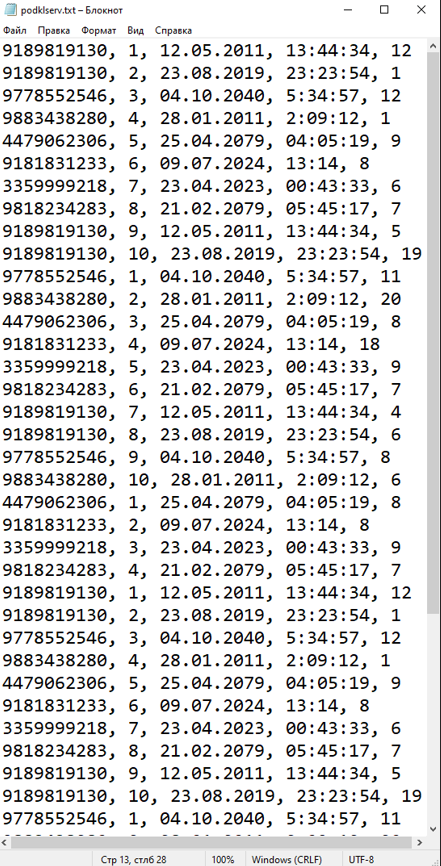 podklserv.txt – Блокнот
Файл Правка Формат Вид Справка
9189819130, 1, 12.05.2011, 13:44:34, 12
9189819130, 2, 23.08.2019, 23:23:54, 1
9778552546, 3, 04.10.2040, 5:34:57, 12
9883438280, 4, 28.01.2011, 2:09:12, 1
4479062306, 5, 25.04.2079, 04:05:19, 9
9181831233, 6, 09.07.2024, 13:14, 8
3359999218, 7, 23.04.2023, 00:43:33, 6
9818234283, 8, 21.02.2079, 05:45:17, 7
9189819130, 9, 12.05.2011, 13:44:34, 5
9189819130, 10, 23.08.2019, 23:23:54, 19
9778552546, 1, 04.10.2040, 5:34:57, 11
9883438280, 2, 28.01.2011, 2:09:12, 20
4479062306, 3, 25.04.2079, 04:05:19, 8
9181831233, 4, 09.07.2024, 13:14, 18
3359999218, 5, 23.04.2023, 00:43:33, 9
9818234283, 6, 21.02.2079, 05:45:17, 7
9189819130, 7, 12.05.2011, 13:44:34, 4
9189819130, 8, 23.08.2019, 23:23:54, 6
9778552546, 9, 04.10.2040, 5:34:57, 8
9883438280, 10, 28.01.2011, 2:09:12, 6
4479062306, 1, 25.04.2079, 04:05:19, 8
9181831233, 2, 09.07.2024, 13:14, 8
3359999218, 3, 23.04.2023, 00:43:33, 9
9818234283, 4, 21.02.2079, 05:45:17, 7
9189819130, 1, 12.05.2011, 13:44:34, 12
9189819130, 2, 23.08.2019, 23:23:54, 1
9778552546, 3, 04.10.2040, 5:34:57, 12
9883438280, 4, 28.01.2011, 2:09:12, 1
4479062306, 5, 25.04.2079, 04:05:19, 9
9181831233, 6, 09.07.2024, 13:14, 8
3359999218, 7, 23.04.2023, 00:43:33, 6
9818234283, 8, 21.02.2079, 05:45:17, 7
9189819130, 9, 12.05.2011, 13:44:34, 5
9189819130, 10, 23.08.2019, 23:23:54, 19
9778552546, 1, 04.10.2040, 5:34:57, 11
Стр 13, стлб 28 100% Windows (CRLF) UTF-8